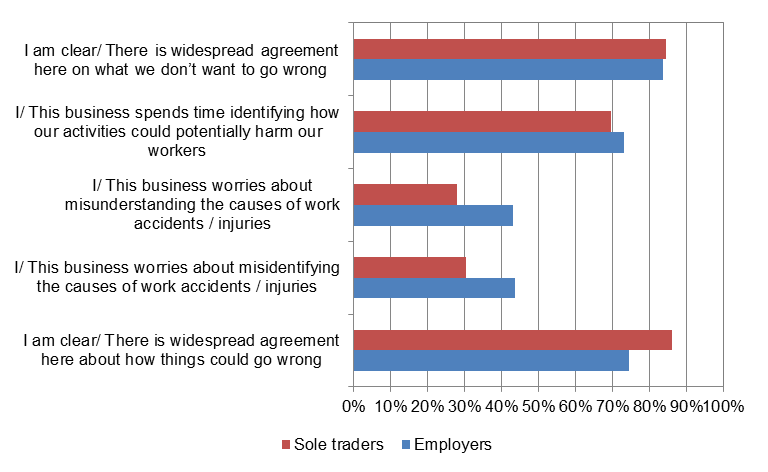 I am clear/ There is widespread agreement
here on what we don’t want to go wrong
I/ This business spends time identifying how
our activities could potentially harm our
workers
I/ This business worries about
misunderstanding the causes of work
accidents / injuries
I/ This business worries about misidentifying
the causes of work accidents / injuries
I am clear/ There is widespread agreement
here about how things could go wrong
0% 10% 20% 30% 40% 50% 60% 70% 80% 90% 100%
Sole traders Employers